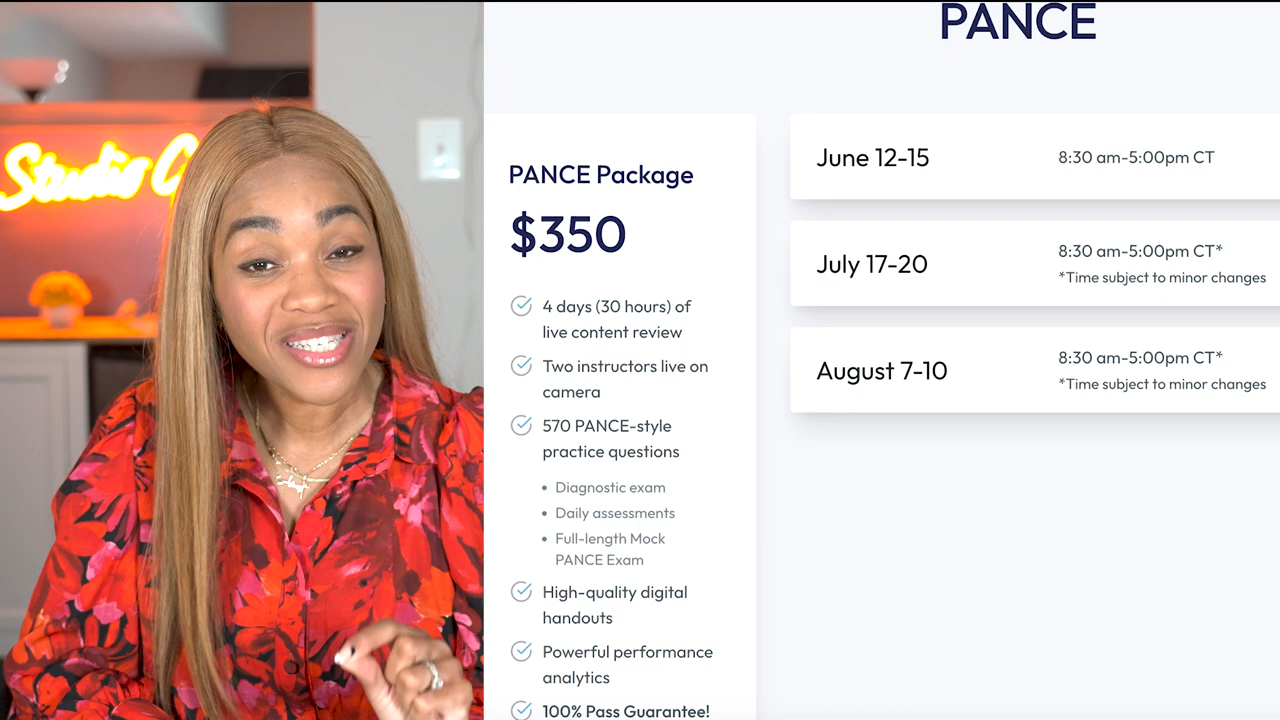 Studio
PANCE
PANCE Package
$350
4 days (30 hours) of
live content review
Two instructors live on
camera
570 PANCE-style
practice questions
• Diagnostic exam
• Daily assessments
• Full-length Mock
PANCE Exam
High-quality digital
handouts
Powerful performance
analytics
100% Pass Guarantee!
June 12-15
8:30 am-5:00pm CT
July 17-20
8:30 am-5:00pm CT*
*Time subject to minor changes
August 7-10
8:30 am-5:00pm CT*
*Time subject to minor changes